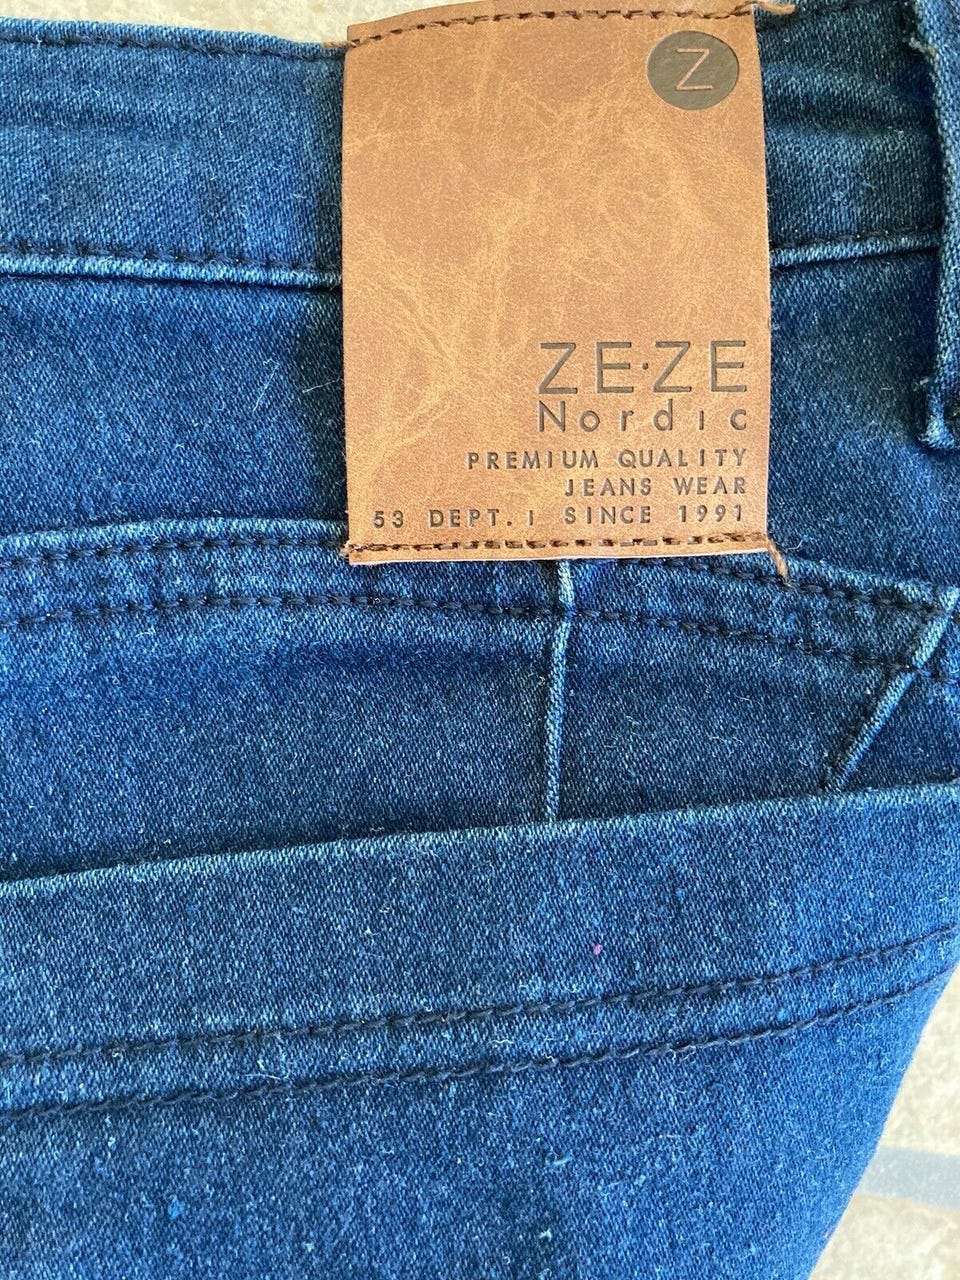 Z
ZE·ZE
Nordic
PREMIUM QUALITY
JEANS WEAR
53 DEPT. | SINCE 1991